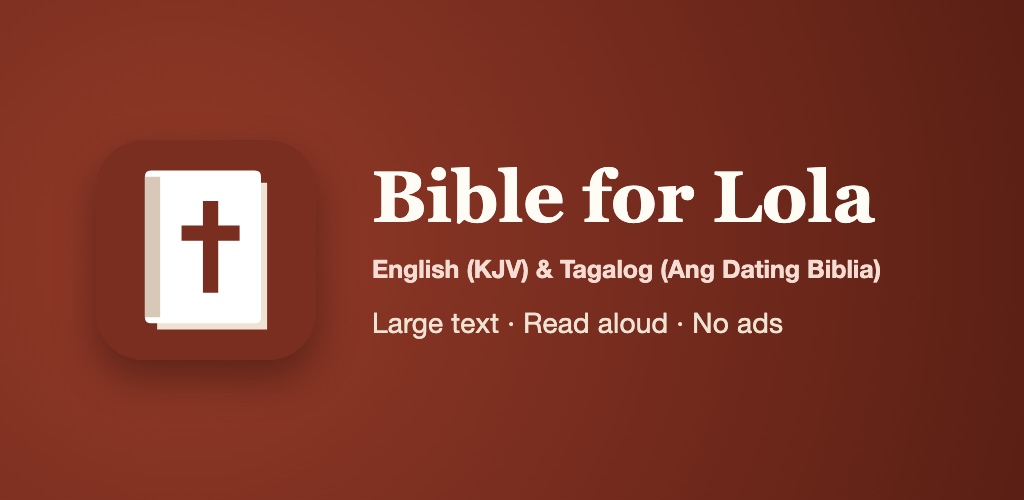 Bible for Lola
English (KJV) & Tagalog (Ang Dating Biblia)
Large text · Read aloud · No ads